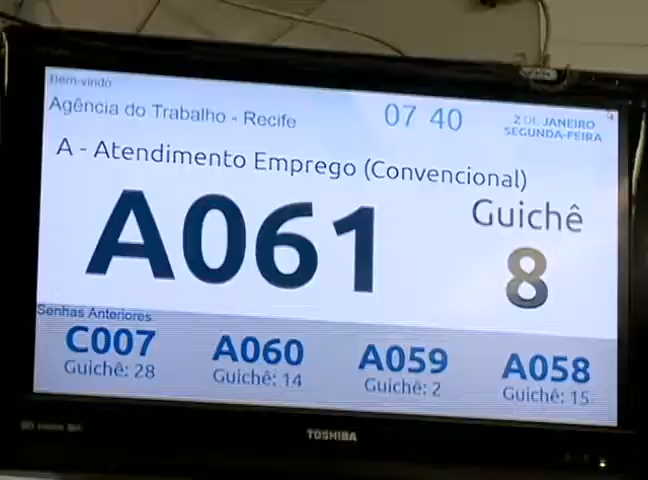 Bem-vindo
Agência do Trabalho - Recife
07 40
2 DE JANEIRO
SEGUNDA-FEIRA
A - Atendimento Emprego (Convencional)
A061
Guichê
8
Senhas Anteriores
C007
Guichê: 28
A060
Guichê: 14
A059
Guichê: 2
A058
Guichê: 15
TOSHIBA